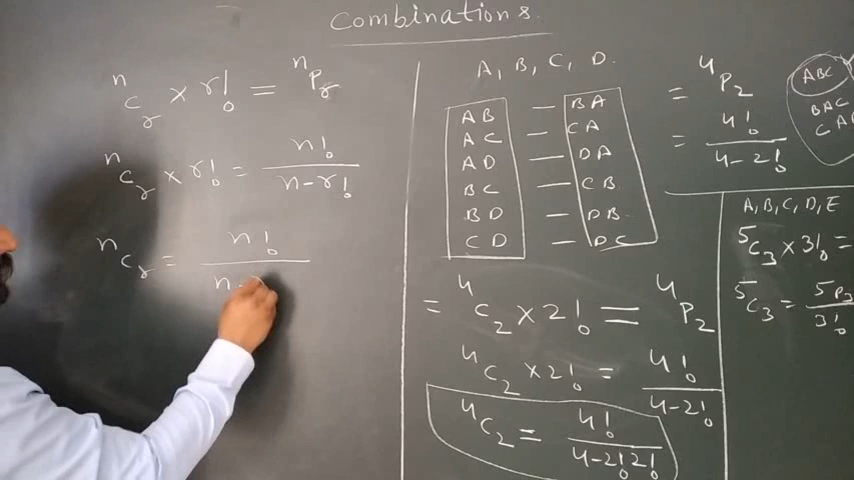 Combinations.
ⁿCᵣ × r! = ⁿPᵣ
ⁿCᵣ × r! = n! / n-r!
ⁿCᵣ = n! / n-
A, B, C, D.
AB — BA
AC — CA
AD — DA
BC — CB
BD — DB
CD — DC
= ⁴C₂ × 2! = ⁴P₂
⁴C₂ × 2! = 4! / 4-2!
⁴C₂ = 4! / 4-2! 2!
= ⁴P₂
= 4! / 4-2!
ABC
BAC
CAB
A, B, C, D, E
⁵C₃ × 3! =
⁵C₃ = ⁵P₃ / 3!